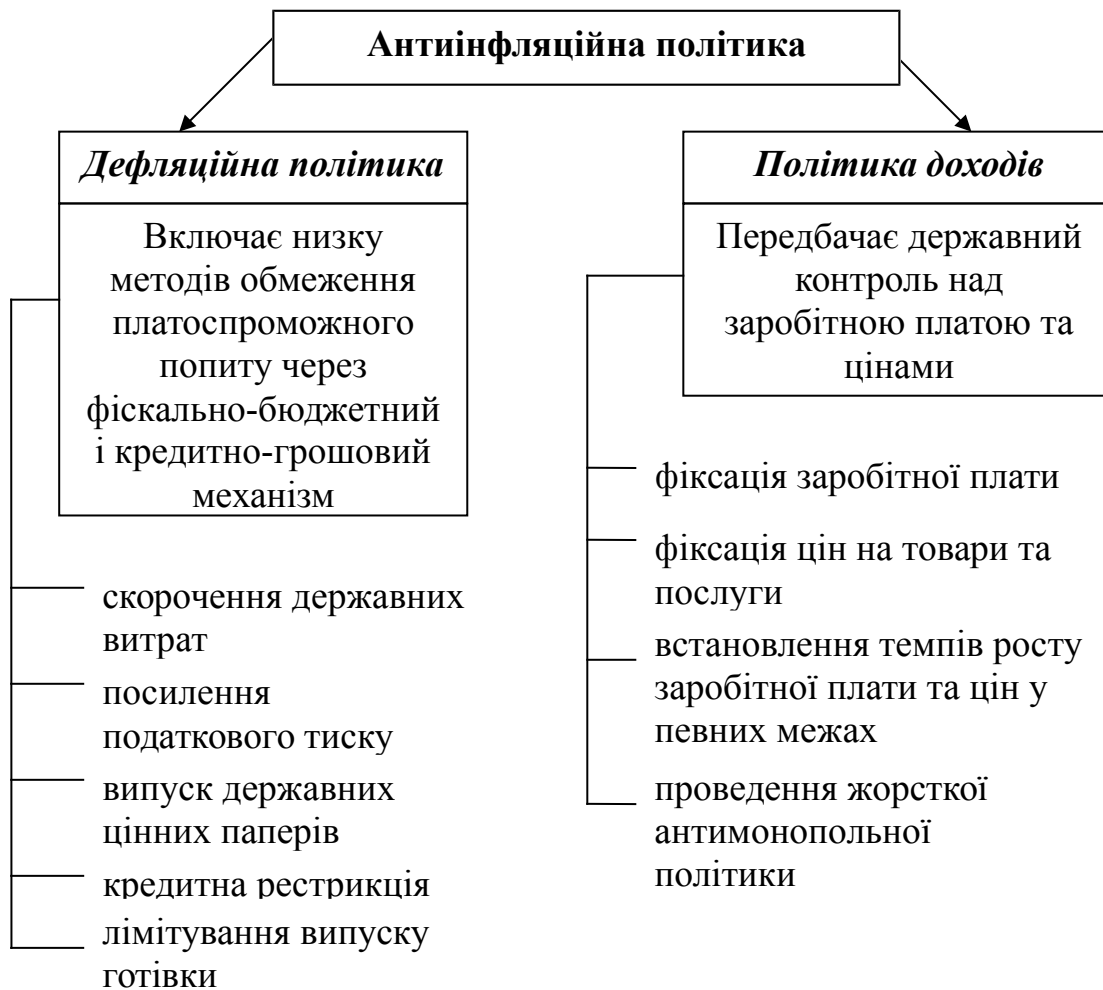 Антиінфляційна політика
Дефляційна політика
Включає низку
методів обмеження
платоспроможного
попиту через
фіскально-бюджетний
і кредитно-грошовий
механізм
скорочення державних
витрат
посилення
податкового тиску
випуск державних
цінних паперів
кредитна рестрикція
лімітування випуску
готівки
Політика доходів
Передбачає державний
контроль над
заробітною платою та
цінами
фіксація заробітної плати
фіксація цін на товари та
послуги
встановлення темпів росту
заробітної плати та цін у
певних межах
проведення жорсткої
антимонопольної
політики